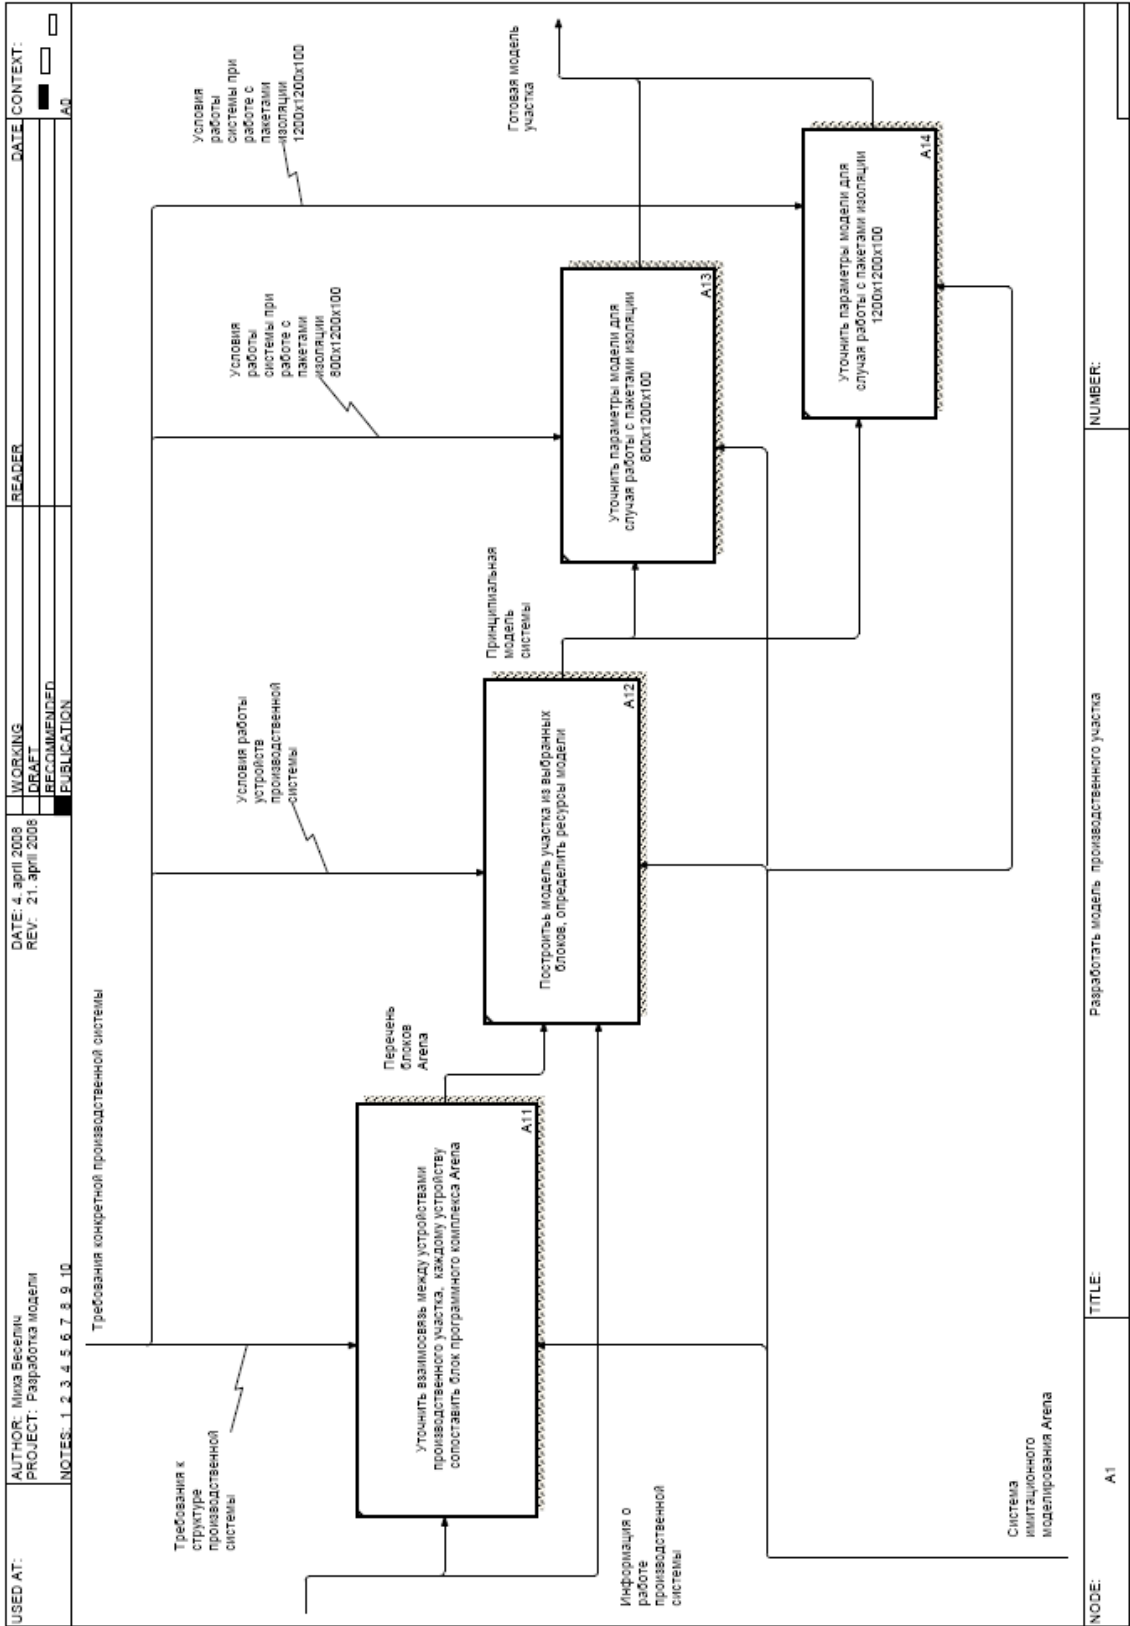 USED AT:
AUTHOR: Миха Веселич
PROJECT: Разработка модели
NOTES: 1 2 3 4 5 6 7 8 9 10
DATE: 4. april 2008
REV: 21. april 2008
WORKING
DRAFT
RECOMMENDED
PUBLICATION
READER
DATE
CONTEXT:
A0
Требования конкретной производственной системы
Требования к
структуре
производственной
системы
Условия работы
устройств
производственной
системы
Условия
работы
системы при
работе с
пакетами
изоляции
800x1200x100
Условия
работы
системы при
работе с
пакетами
изоляции
1200x1200x100
Уточнить взаимосвязь между устройствами
производственного участка, каждому устройству
сопоставить блок программного комплекса Arena
A11
Перечень
блоков
Arena
Построитьь модель участка из выбранных
блоков, определить ресурсы модели
A12
Принципиальная
модель
системы
Уточнить параметры модели для
случая работы с пакетами изоляции
800x1200x100
A13
Уточнить параметры модели для
случая работы с пакетами изоляции
1200x1200x100
A14
Готовая модель
участка
Информация о
работе
производственной
системы
Система
имитационного
моделирования Arena
NODE:
A1
TITLE:
Разработать модель производственного участка
NUMBER: